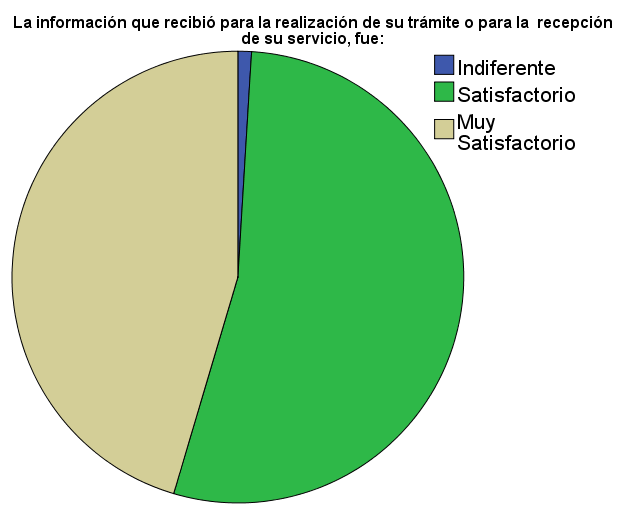 La información que recibió para la realización de su trámite o para la  recepción
de su servicio, fue:
Indiferente
Satisfactorio
Muy
Satisfactorio